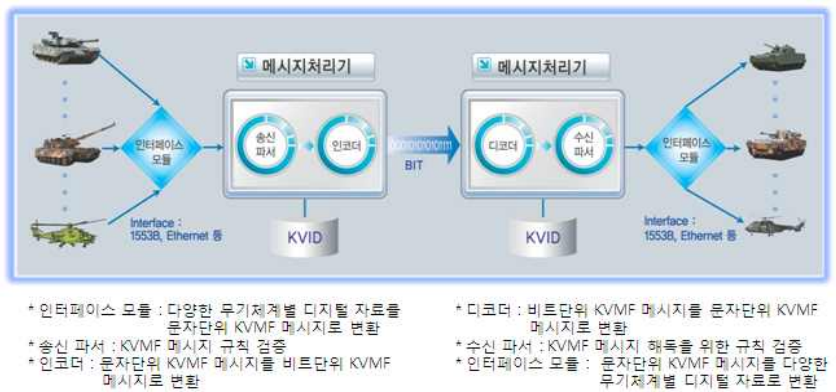 메시지처리기
메시지처리기
인터페이스
모듈
송신
파서
인코더
BIT
디코더
수신
파서
인터페이스
모듈
Interface :
1553B, Ethernet 등
KVID
KVID
Interface :
1553B, Ethernet 등
* 인터페이스 모듈 : 다양한 무기체계별 디지털 자료를
문자단위 KVMF 메시지로 변환
* 송신 파서 : KVMF 메시지 규칙 검증
* 인코더 : 문자단위 KVMF 메시지를 비트단위 KVMF
메시지로 변환
* 디코더 : 비트단위 KVMF 메시지를 문자단위 KVMF
메시지로 변환
* 수신 파서 : KVMF 메시지 해독을 위한 규칙 검증
* 인터페이스 모듈 : 문자단위 KVMF 메시지를 다양한
무기체계별 디지털 자료로 변환